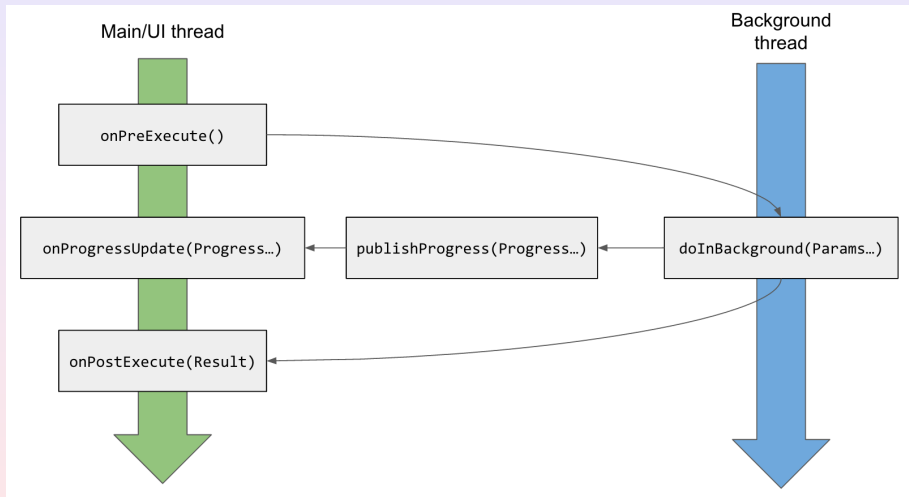 Main/UI thread
Background
thread
onPreExecute()
onProgressUpdate(Progress…)
publishProgress(Progress…)
doInBackground(Params…)
onPostExecute(Result)